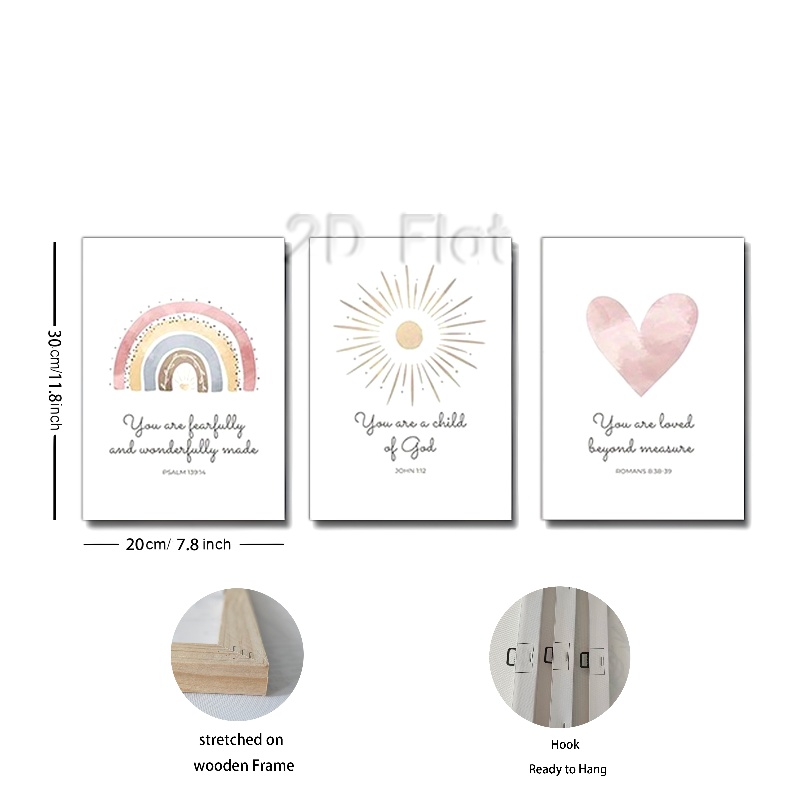 2D Flat
You are fearfully
and wonderfully made
PSALM 139:14
You are a child
of God
JOHN 1:12
You are loved
beyond measure
ROMANS 8:38-39
30cm/11.8inch
20cm/ 7.8 inch
stretched on
wooden Frame
Hook
Ready to Hang